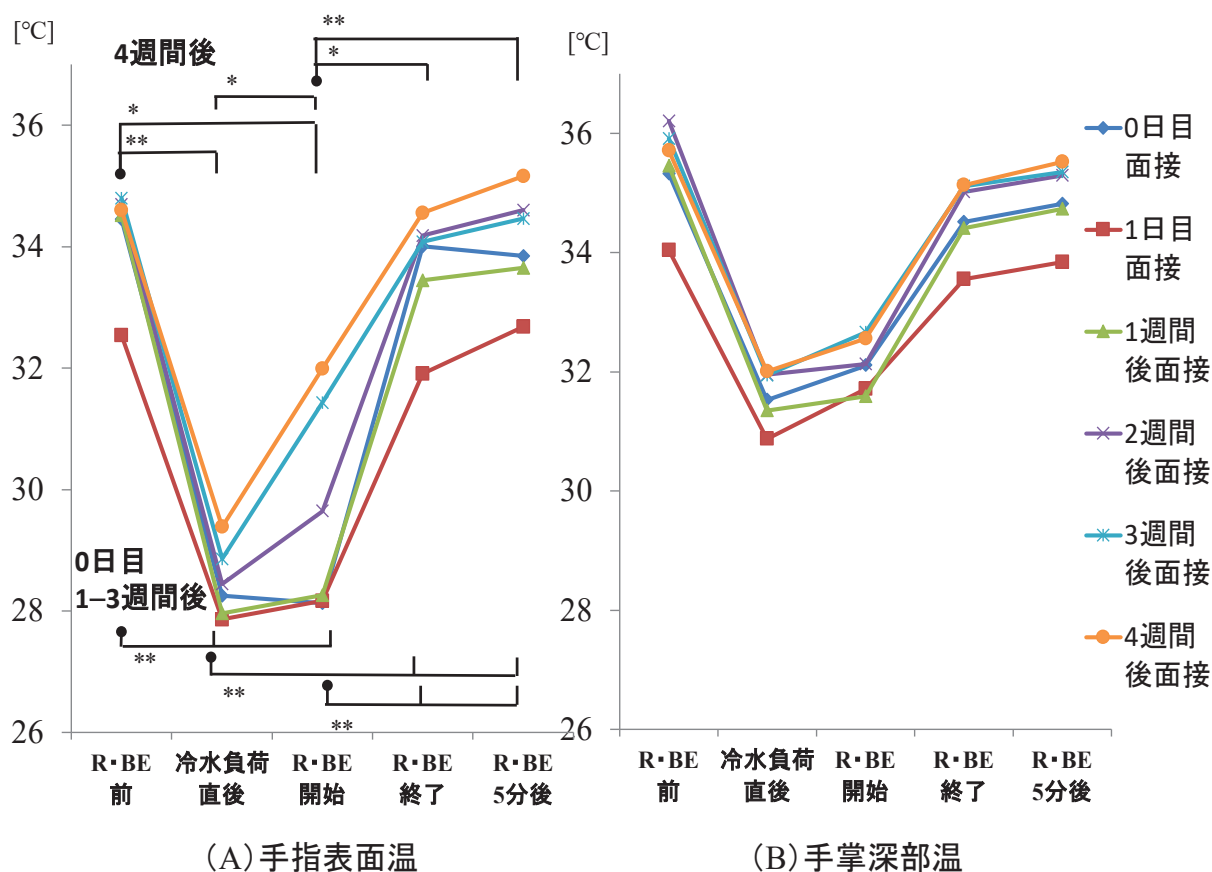 [℃]
4週間後
**
*
*
*
**
36
34
32
30
28
26
0日目
1–3週間後
**
**
**
R・BE
前
冷水負荷
直後
R・BE
開始
R・BE
終了
R・BE
5分後
（A）手指表面温
[℃]
36
34
32
30
28
26
R・BE
前
冷水負荷
直後
R・BE
開始
R・BE
終了
R・BE
5分後
（B）手掌深部温
0日目
面接
1日目
面接
1週間
後面接
2週間
後面接
3週間
後面接
4週間
後面接